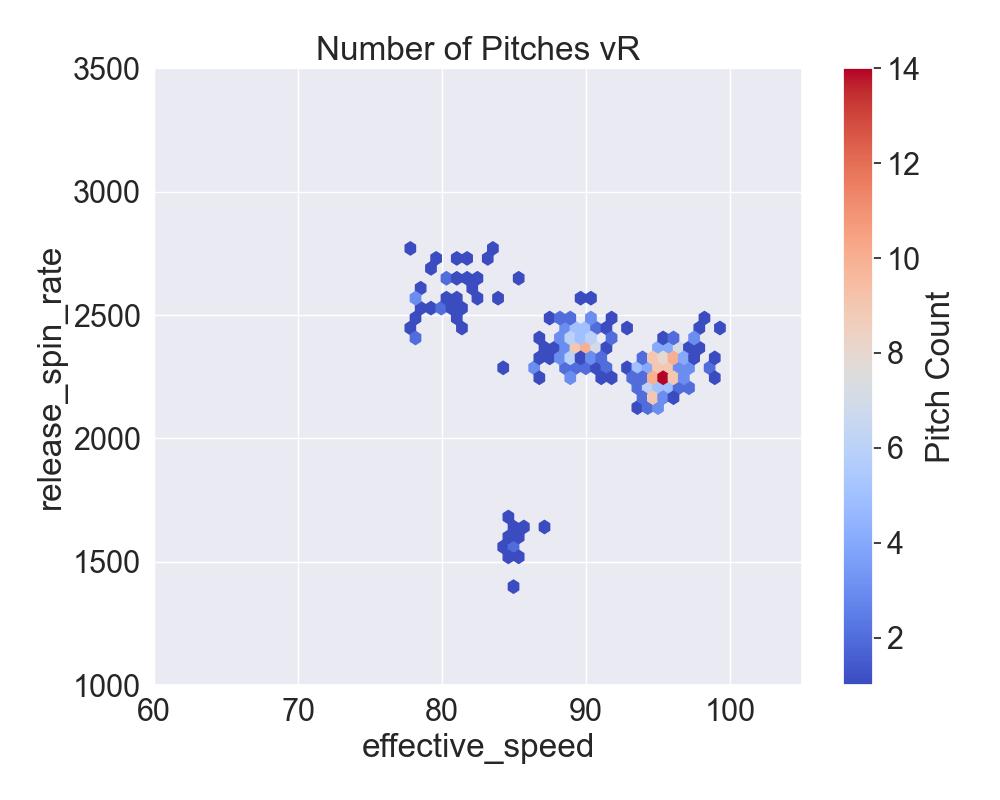 Number of Pitches vR
3500
3000
2500
2000
1500
1000
release_spin_rate
60 70 80 90 100
effective_speed
14
12
10
8
6
4
2
Pitch Count